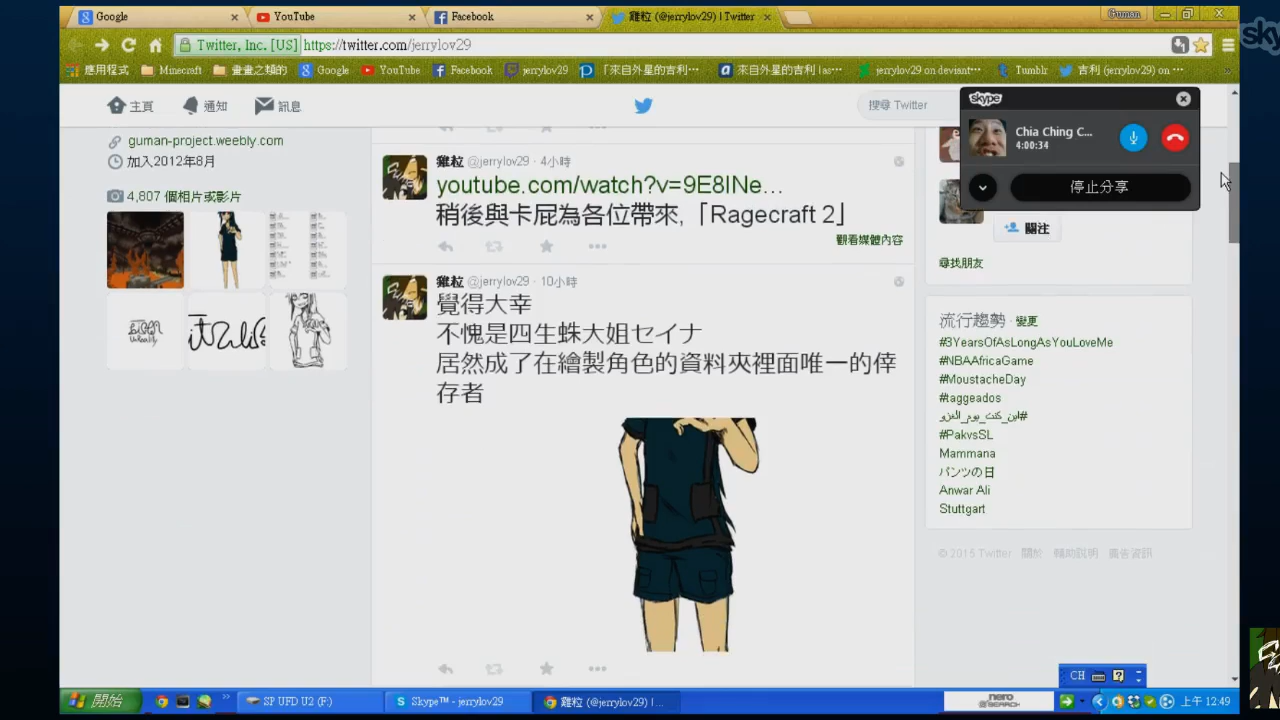 Google
YouTube
Facebook
雞粒 (@jerrylov29) | Twitter
Guman
Twitter, Inc. [US]
https://twitter.com/jerrylov29
應用程式
Minecraft
畫畫之類的
Google
YouTube
Facebook
jerrylov29
「來自外星的吉利…
來自外星的吉利 | as…
jerrylov29 on deviant…
Tumblr
吉利 (jerrylov29) on …
主頁
通知
訊息
搜尋 Twitter
skype
Chia Ching C...
4:00:34
停止分享
guman-project.weebly.com
加入2012年8月
4,807 個相片或影片
雞粒 @jerrylov29 · 4小時
youtube.com/watch?v=9E8INe…
稍後與卡屁為各位帶來,「Ragecraft 2」
觀看媒體內容
雞粒 @jerrylov29 · 10小時
覺得大幸
不愧是四生蛛大姐セイナ
居然成了在繪製角色的資料夾裡面唯一的倖
存者
關注
尋找朋友
流行趨勢 · 變更
#3YearsOfAsLongAsYouLoveMe
#NBAAfricaGame
#MoustacheDay
#taggeados
#اين_كنت_يوم_الغزو
#PakvsSL
Mammana
パンツの日
Anwar Ali
Stuttgart
© 2015 Twitter 關於 輔助說明 廣告資訊
CH
開始
SP UFD U2 (F:)
Skype™ - jerrylov29
雞粒 (@jerrylov29) |...
nero
SEARCH
上午 12:49